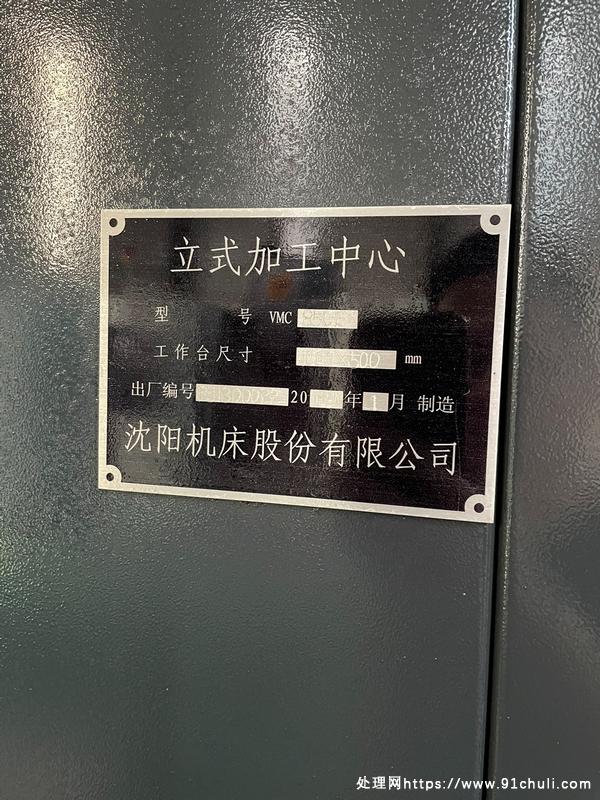 立式加工中心
型 号 VMC
工作台尺寸 500 mm
出厂编号 20 年1月 制造
沈阳机床股份有限公司
处理网https://www.91chuli.com